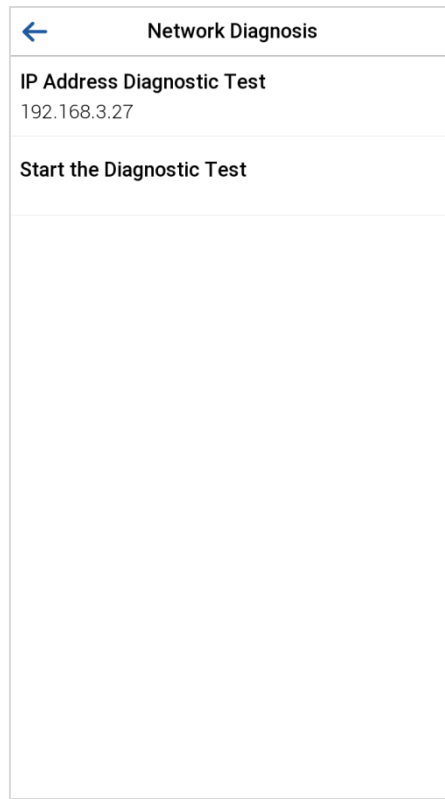 Network Diagnosis
IP Address Diagnostic Test
192.168.3.27
Start the Diagnostic Test